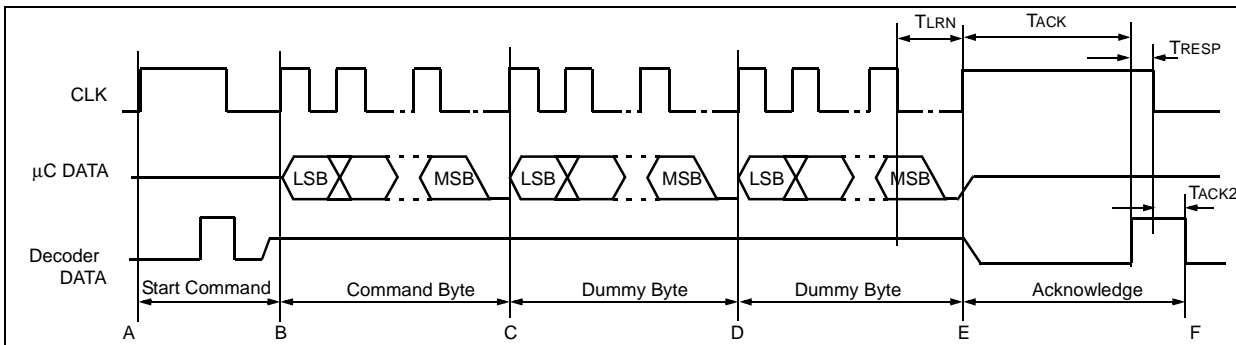 TLRN
TACK
TRESP
CLK
μC DATA
LSB
MSB
LSB
MSB
LSB
MSB
TACK2
Decoder
DATA
Start Command
Command Byte
Dummy Byte
Dummy Byte
Acknowledge
A
B
C
D
E
F